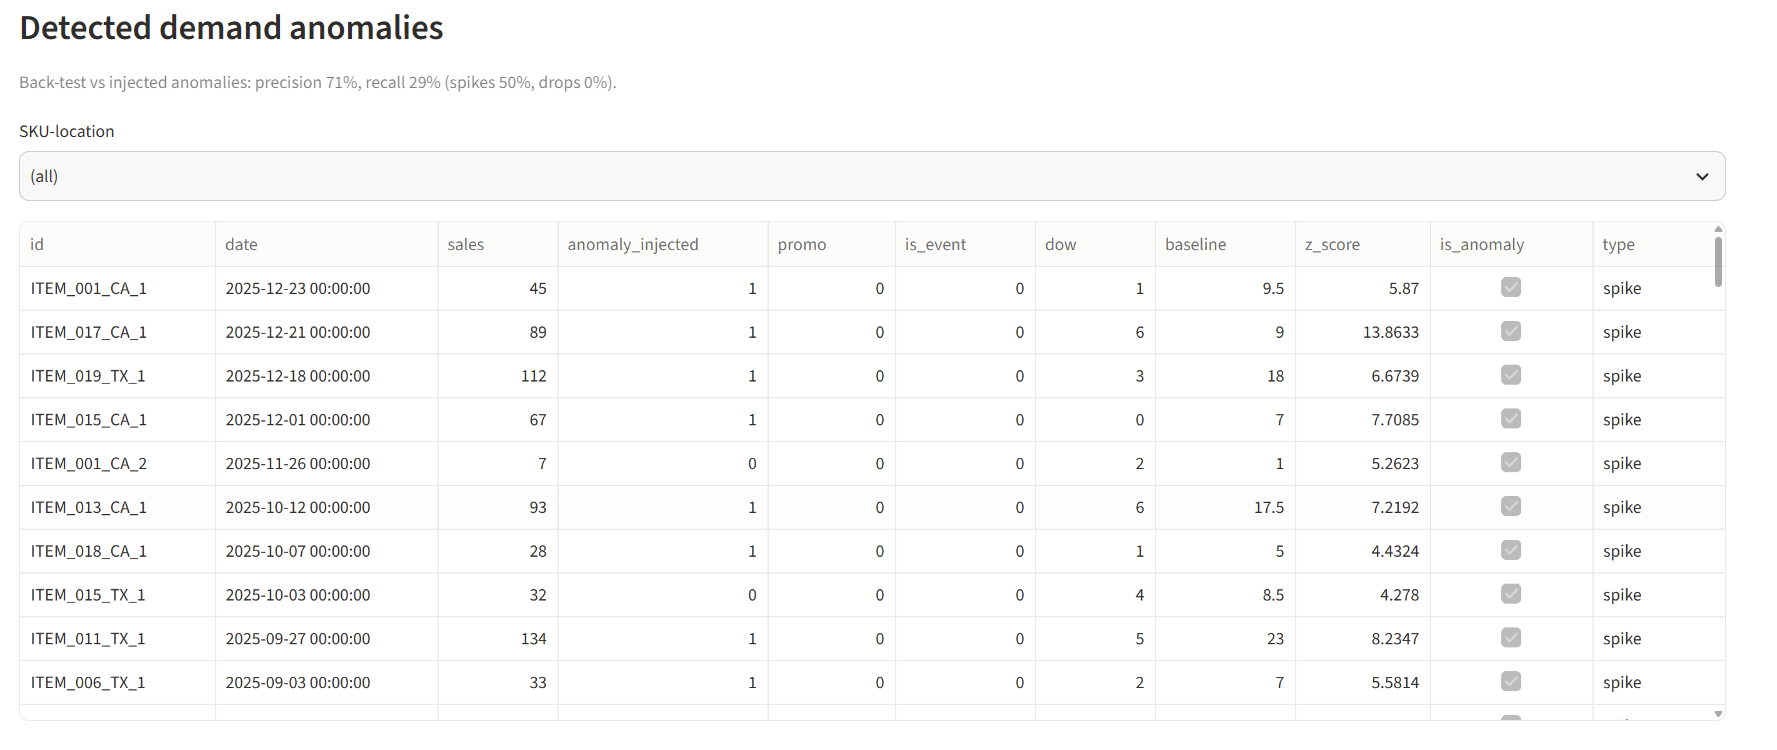 Detected demand anomalies
Back-test vs injected anomalies: precision 71%, recall 29% (spikes 50%, drops 0%).
SKU-location
(all)
id date sales anomaly_injected promo is_event dow baseline z_score is_anomaly type
ITEM_001_CA_1 2025-12-23 00:00:00 45 1 0 0 1 9.5 5.87 spike
ITEM_017_CA_1 2025-12-21 00:00:00 89 1 0 0 6 9 13.8633 spike
ITEM_019_TX_1 2025-12-18 00:00:00 112 1 0 0 3 18 6.6739 spike
ITEM_015_CA_1 2025-12-01 00:00:00 67 1 0 0 0 7 7.7085 spike
ITEM_001_CA_2 2025-11-26 00:00:00 7 0 0 0 2 1 5.2623 spike
ITEM_013_CA_1 2025-10-12 00:00:00 93 1 0 0 6 17.5 7.2192 spike
ITEM_018_CA_1 2025-10-07 00:00:00 28 1 0 0 1 5 4.4324 spike
ITEM_015_TX_1 2025-10-03 00:00:00 32 0 0 0 4 8.5 4.278 spike
ITEM_011_TX_1 2025-09-27 00:00:00 134 1 0 0 5 23 8.2347 spike
ITEM_006_TX_1 2025-09-03 00:00:00 33 1 0 0 2 7 5.5814 spike